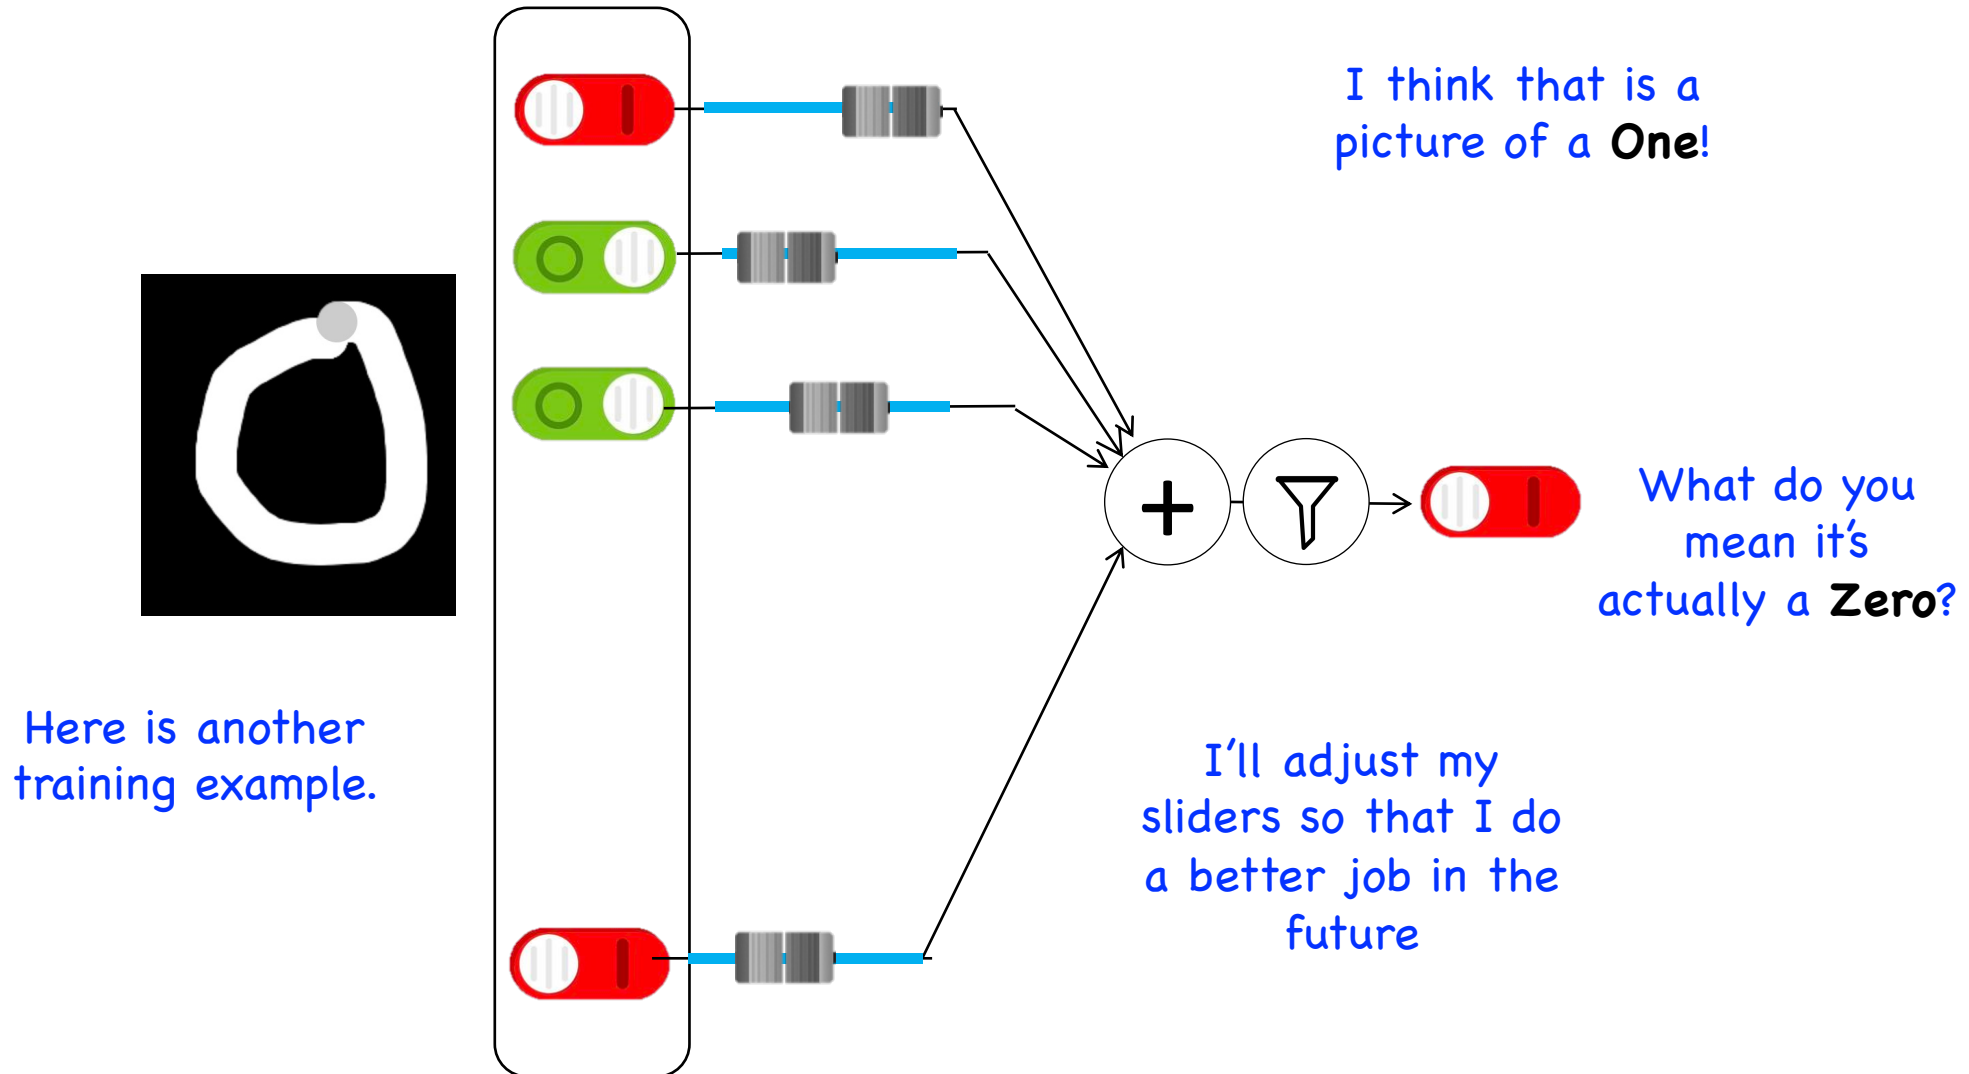 I think that is a
picture of a One!
What do you
mean it's
actually a Zero?
Here is another
training example.
I'll adjust my
sliders so that I do
a better job in the
future